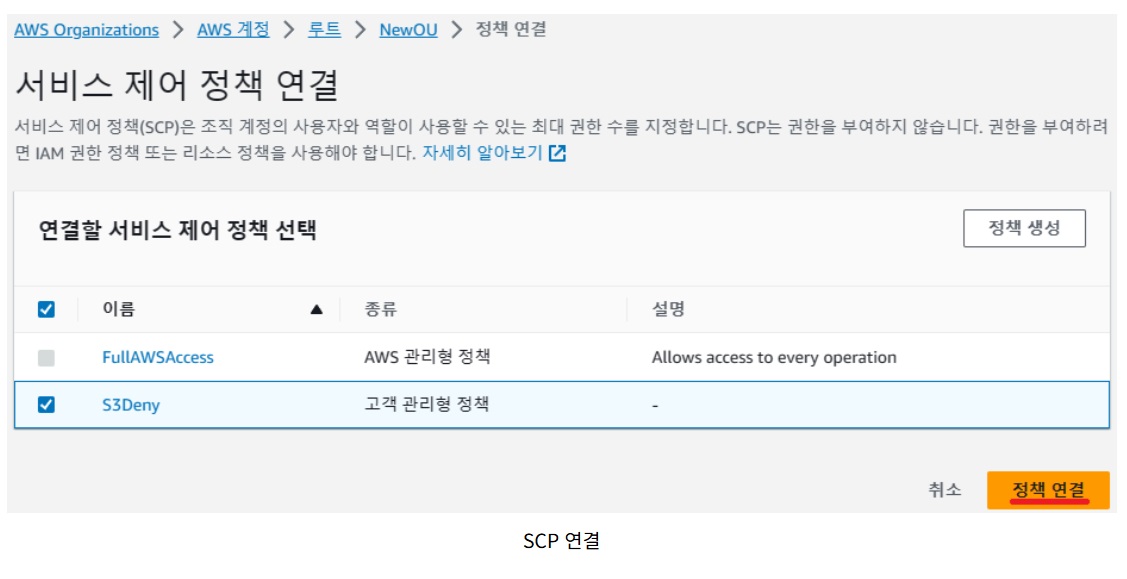 AWS Organizations > AWS 계정 > 루트 > NewOU > 정책 연결
서비스 제어 정책 연결
서비스 제어 정책(SCP)은 조직 계정의 사용자와 역할이 사용할 수 있는 최대 권한 수를 지정합니다. SCP는 권한을 부여하지 않습니다. 권한을 부여하려
면 IAM 권한 정책 또는 리소스 정책을 사용해야 합니다. 자세히 알아보기
연결할 서비스 제어 정책 선택 정책 생성
이름 ▲ 종류 설명
FullAWSAccess AWS 관리형 정책 Allows access to every operation
S3Deny 고객 관리형 정책 -
취소 정책 연결
SCP 연결